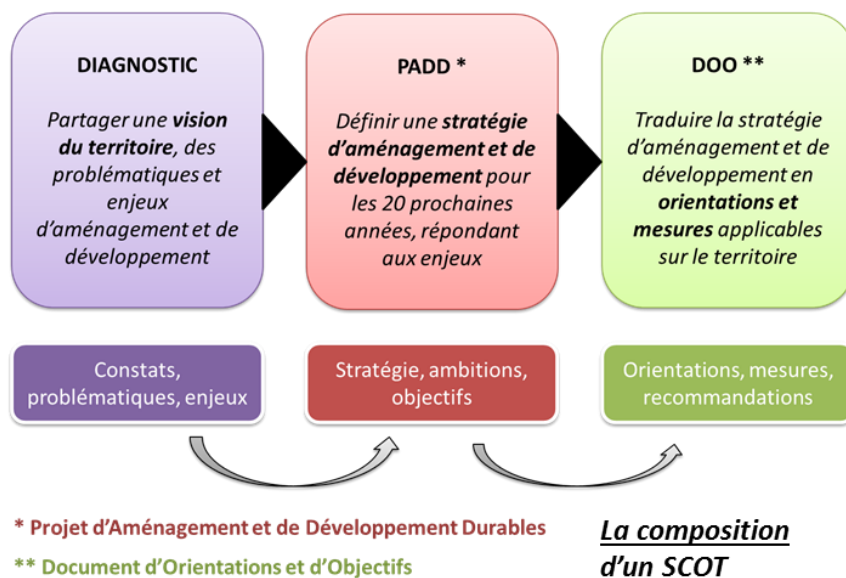 DIAGNOSTIC
Partager une vision
du territoire, des
problématiques et
enjeux
d'aménagement et de
développement
PADD *
Définir une stratégie
d'aménagement et de
développement pour
les 20 prochaines
années, répondant
aux enjeux
DOO **
Traduire la stratégie
d'aménagement et de
développement en
orientations et
mesures applicables
sur le territoire
Constats,
problématiques, enjeux
Stratégie, ambitions,
objectifs
Orientations, mesures,
recommandations
* Projet d'Aménagement et de Développement Durables
** Document d'Orientations et d'Objectifs
La composition
d'un SCOT